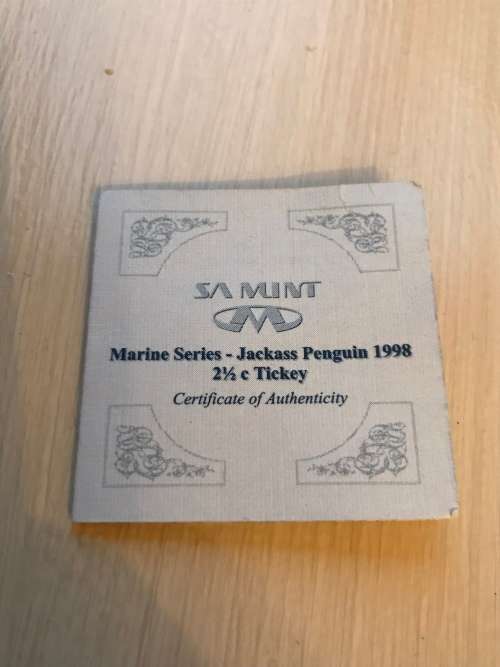 SA MINT
Marine Series - Jackass Penguin 1998
2½ c Tickey
Certificate of Authenticity